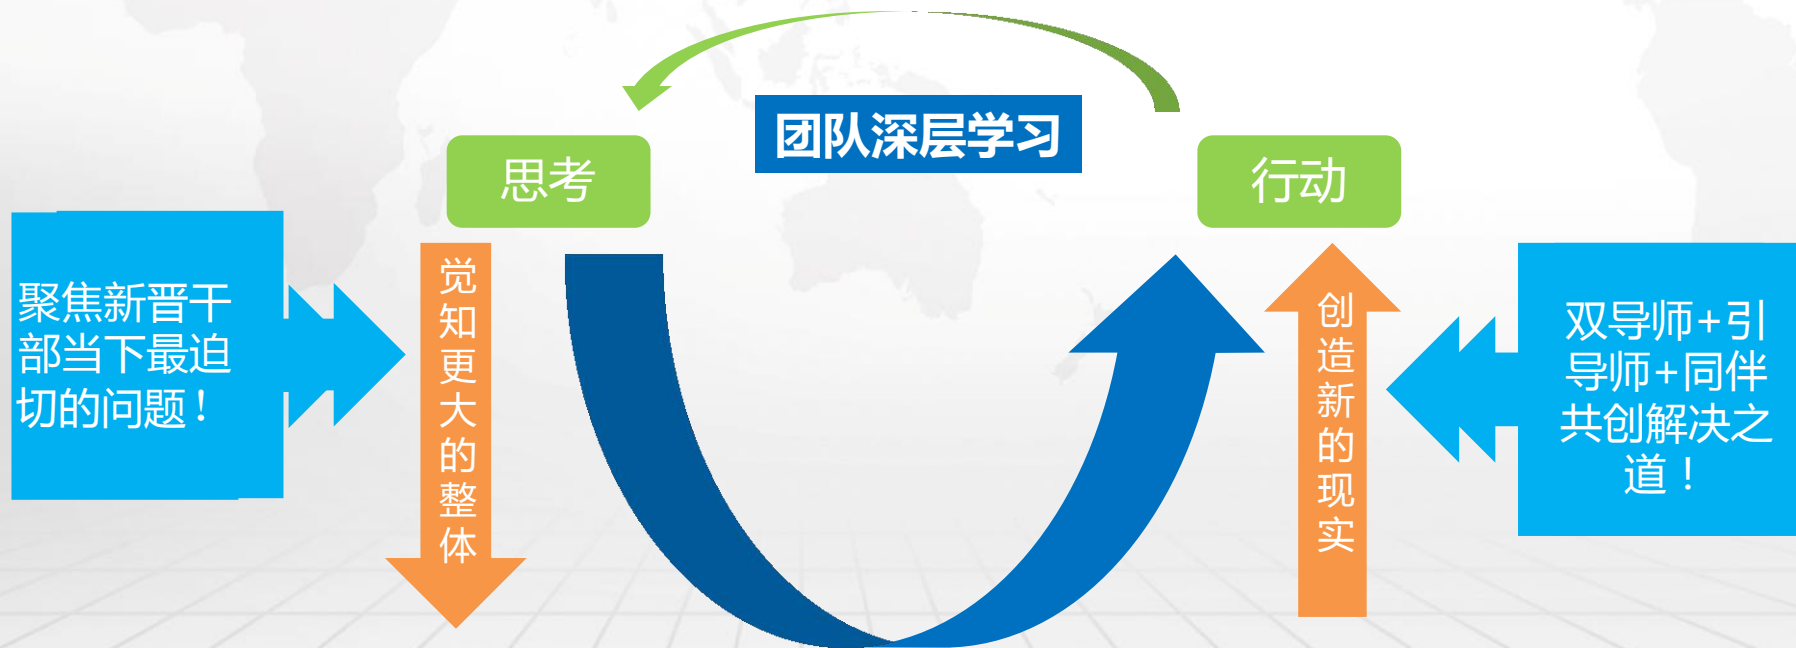 团队深层学习
思考
行动
聚焦新晋干
部当下最迫
切的问题！
觉知更大的整体
创造新的现实
双导师+引
导师+同伴
共创解决之
道！